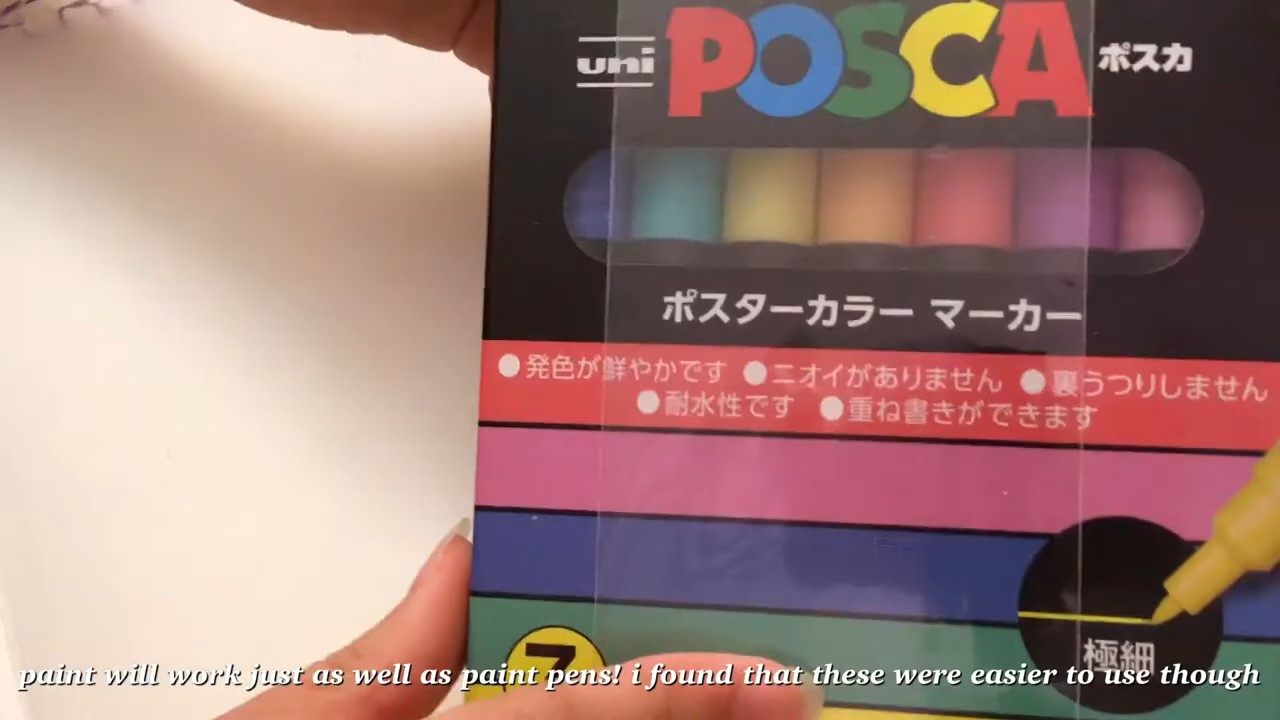 uni POSCA ポスカ
ポスターカラー マーカー
●発色が鮮やかです ●ニオイがありません ●裏うつりしません
●耐水性です ●重ね書きができます
極細
7
paint will work just as well as paint pens! i found that these were easier to use though